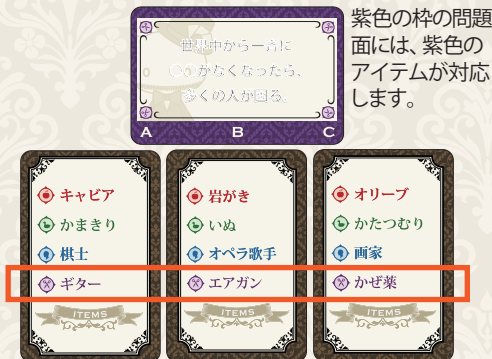 世界中から一斉に
○○がなくなったら、
多くの人が困る。
A B C
紫色の枠の問題
面には、紫色の
アイテムが対応
します。
キャビア
かまきり
棋士
ギター
ITEMS
岩がき
いぬ
オペラ歌手
エアガン
ITEMS
オリーブ
かたつむり
画家
かぜ薬
ITEMS